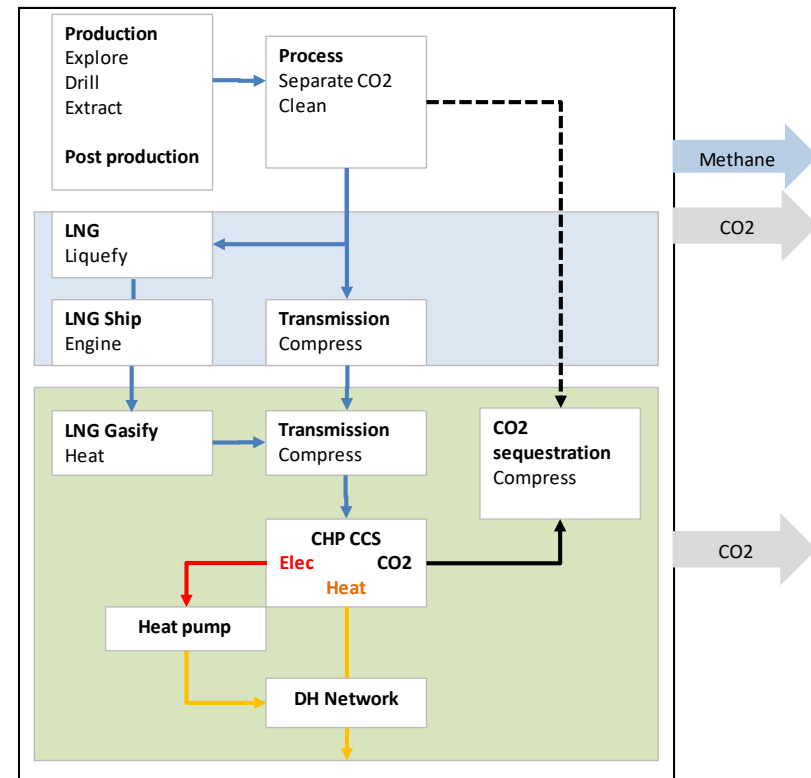 Production
Explore
Drill
Extract
Post production
Process
Separate CO2
Clean
Methane
CO2
LNG
Liquefy
LNG Ship
Engine
Transmission
Compress
LNG Gasify
Heat
Transmission
Compress
CO2
sequestration
Compress
CHP CCS
Elec
CO2
Heat
CO2
Heat pump
DH Network